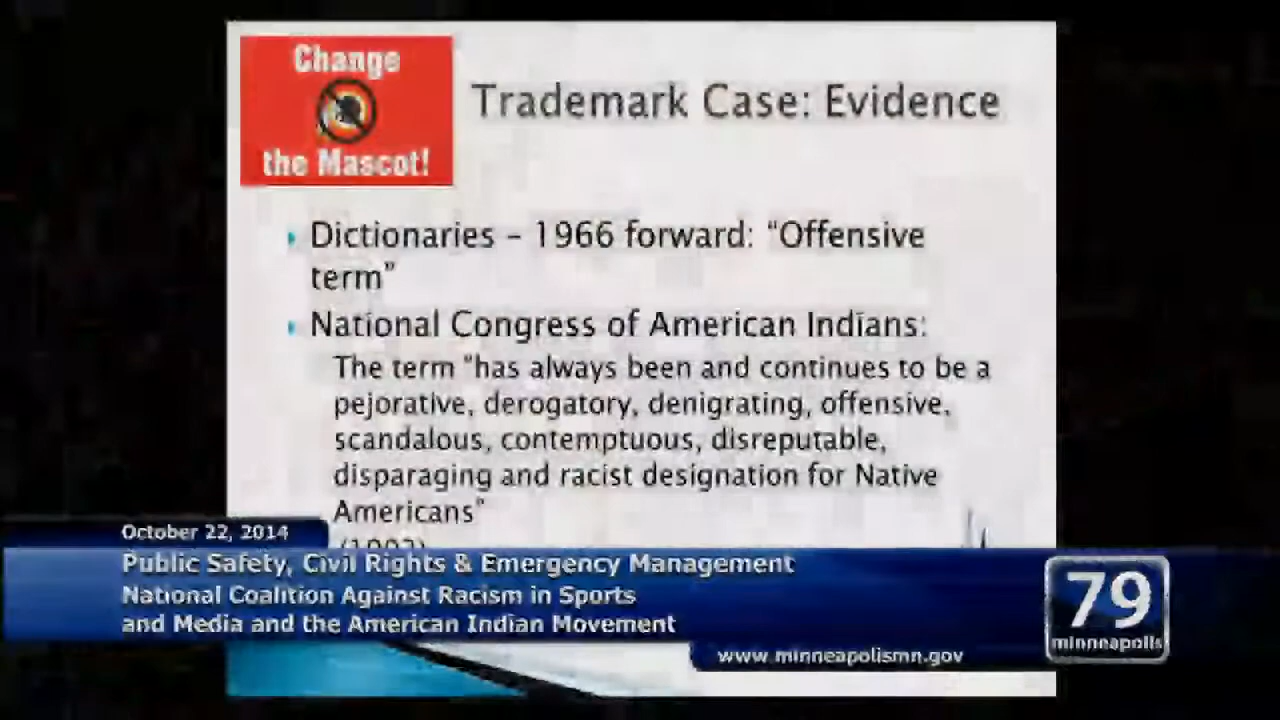 Change
the Mascot!
Trademark Case: Evidence
Dictionaries – 1966 forward: “Offensive
term”
National Congress of American Indians:
The term “has always been and continues to be a
pejorative, derogatory, denigrating, offensive,
scandalous, contemptuous, disreputable,
disparaging and racist designation for Native
Americans”
October 22, 2014
Public Safety, Civil Rights & Emergency Management
National Coalition Against Racism in Sports
and Media and the American Indian Movement
www.minneapolismn.gov
79
minneapolis